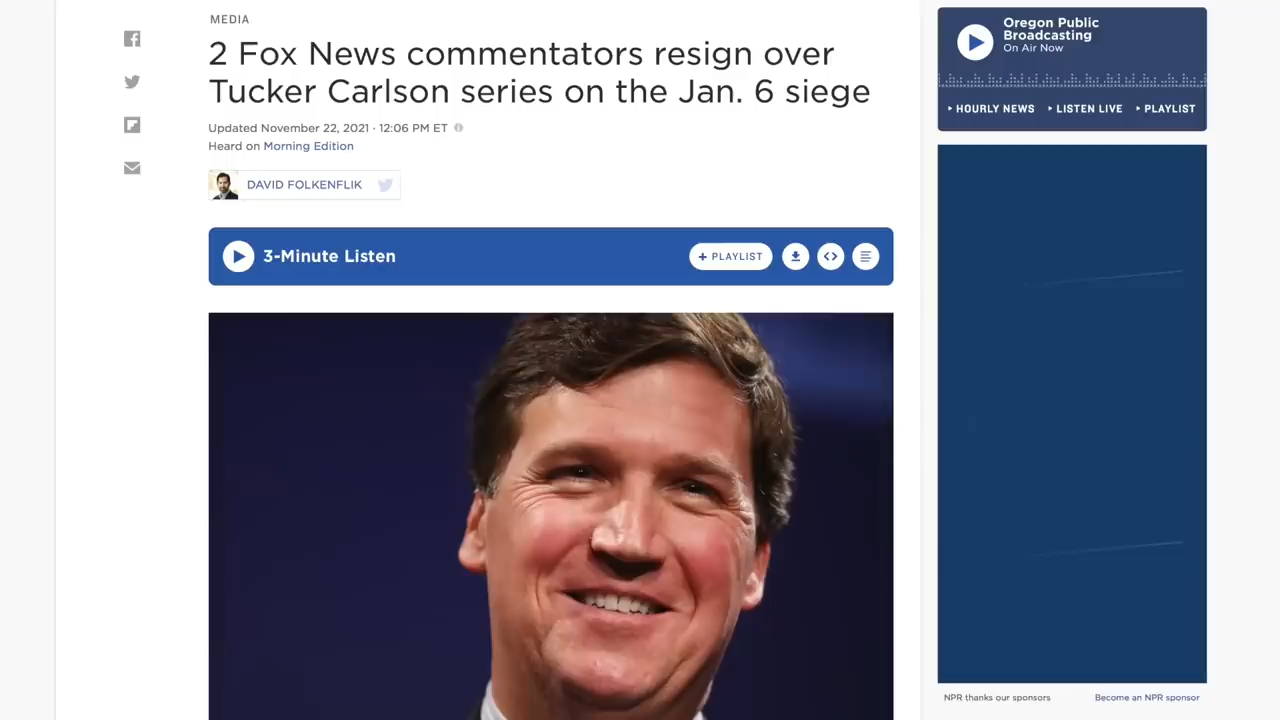 MEDIA
2 Fox News commentators resign over
Tucker Carlson series on the Jan. 6 siege
Updated November 22, 2021 · 12:06 PM ET
Heard on Morning Edition
DAVID FOLKENFLIK
3-Minute Listen
+ PLAYLIST
Oregon Public
Broadcasting
On Air Now
HOURLY NEWS
LISTEN LIVE
PLAYLIST
NPR thanks our sponsors
Become an NPR sponsor